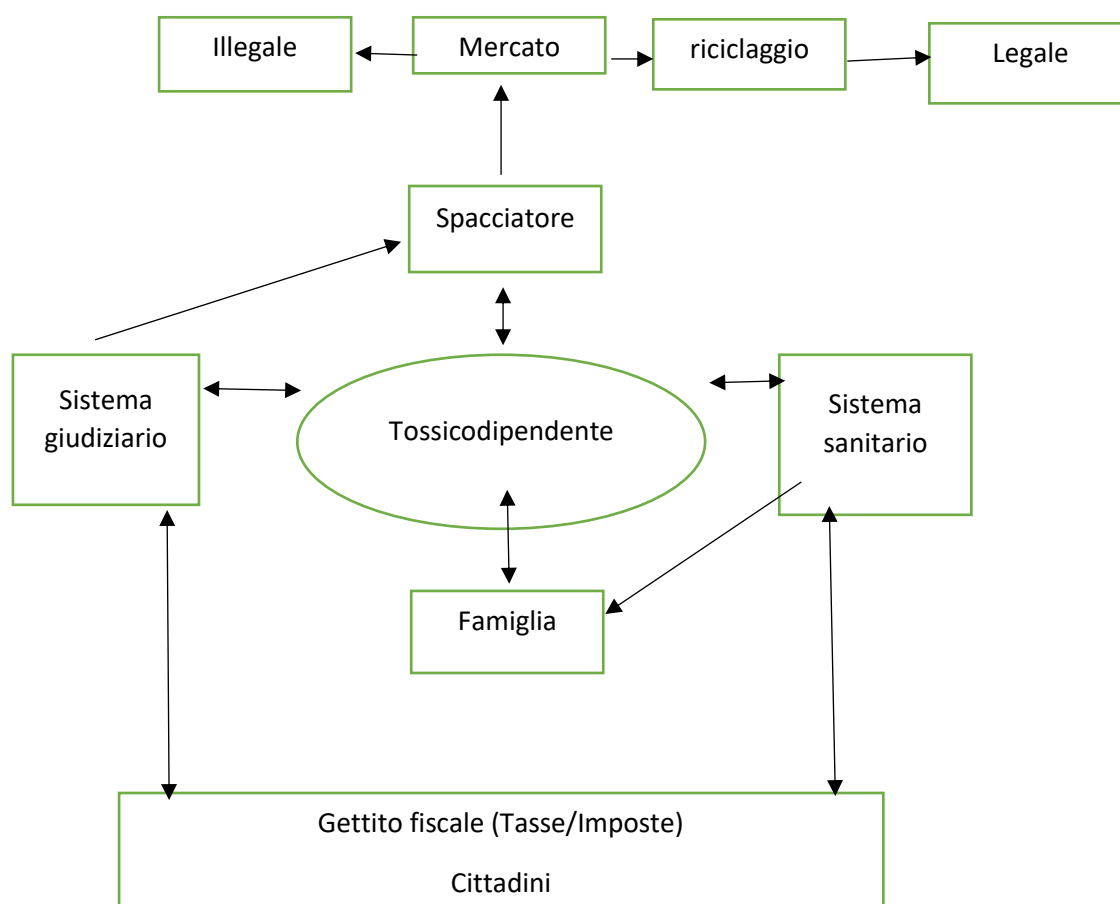 Illegale
Mercato
riciclaggio
Legale
Spacciatore
Sistema
giudiziario
Tossicodipendente
Sistema
sanitario
Famiglia
Gettito fiscale (Tasse/Imposte)
Cittadini